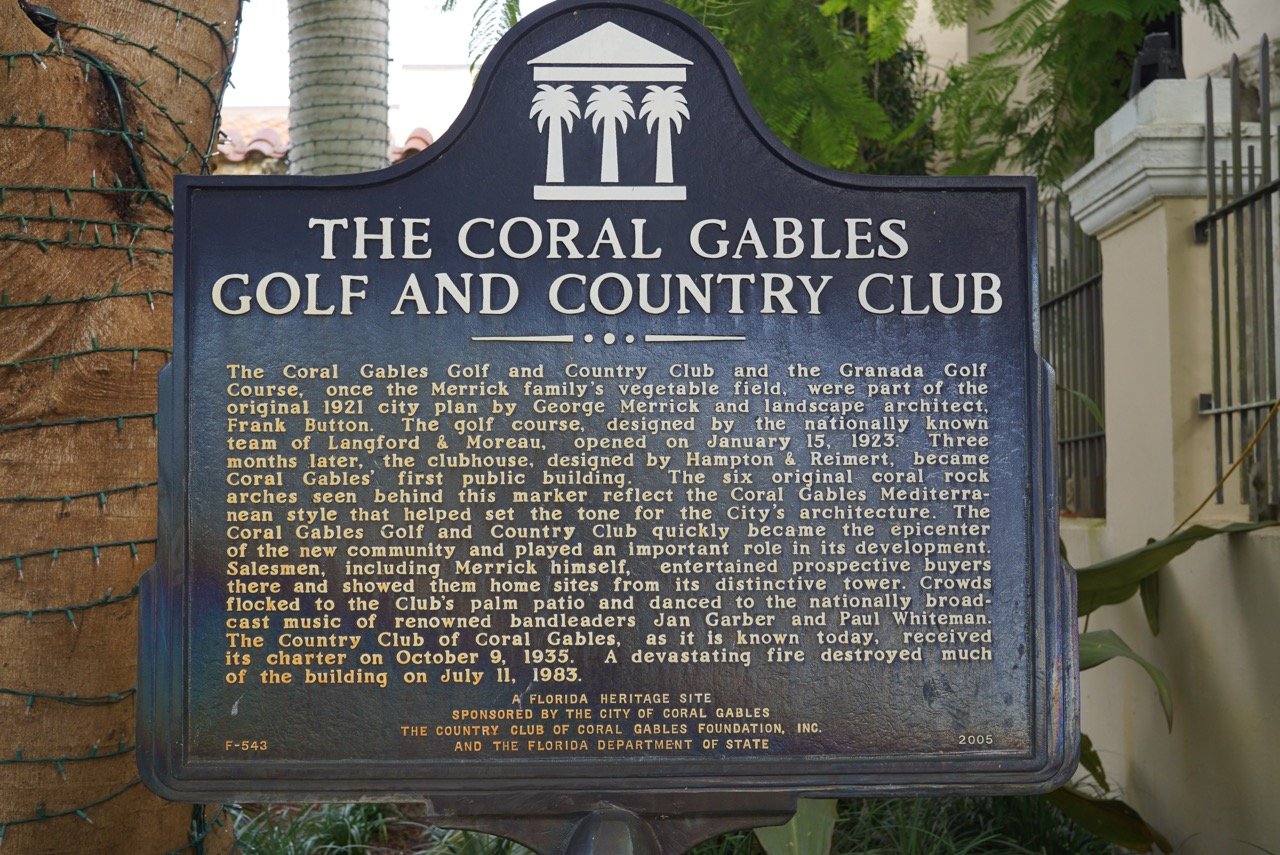 THE CORAL GABLES
GOLF AND COUNTRY CLUB
The Coral Gables Golf and Country Club and the Granada Golf
Course, once the Merrick family's vegetable field, were part of the
original 1921 city plan by George Merrick and landscape architect,
Frank Button. The golf course, designed by the nationally known
team of Langford & Moreau, opened on January 15, 1923. Three
months later, the clubhouse, designed by Hampton & Reimert, became
Coral Gables' first public building. The six original coral rock
arches seen behind this marker reflect the Coral Gables Mediterra-
nean style that helped set the tone for the City's architecture. The
Coral Gables Golf and Country Club quickly became the epicenter
of the new community and played an important role in its development.
Salesmen, including Merrick himself, entertained prospective buyers
there and showed them home sites from its distinctive tower. Crowds
flocked to the Club's palm patio and danced to the nationally broad-
cast music of renowned bandleaders Jan Garber and Paul Whiteman.
The Country Club of Coral Gables, as it is known today, received
its charter on October 9, 1935. A devastating fire destroyed much
of the building on July 11, 1983.
A FLORIDA HERITAGE SITE
SPONSORED BY THE CITY OF CORAL GABLES
THE COUNTRY CLUB OF CORAL GABLES FOUNDATION, INC.
AND THE FLORIDA DEPARTMENT OF STATE
F-543
2005